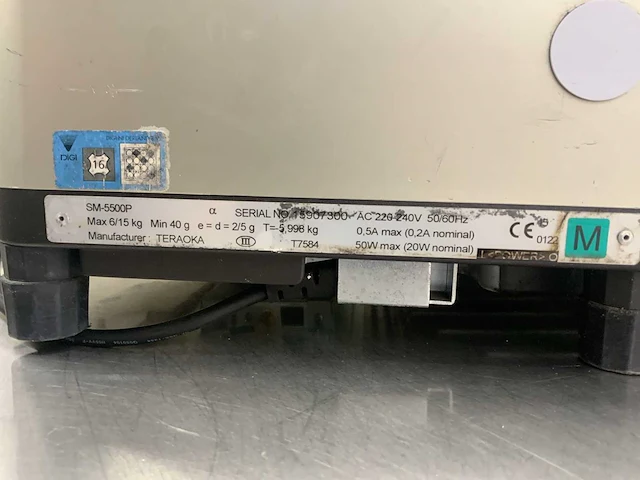 DIGI
16
SM-5500P α SERIAL NO.15907300 AC 220-240V 50/60Hz
Max 6/15 kg Min 40 g e = d = 2/5 g T=-5,998 kg 0,5A max (0,2A nominal)
Manufacturer : TERAOKA III T7584 50W max (20W nominal)
CE 0122 M
<POWER> O